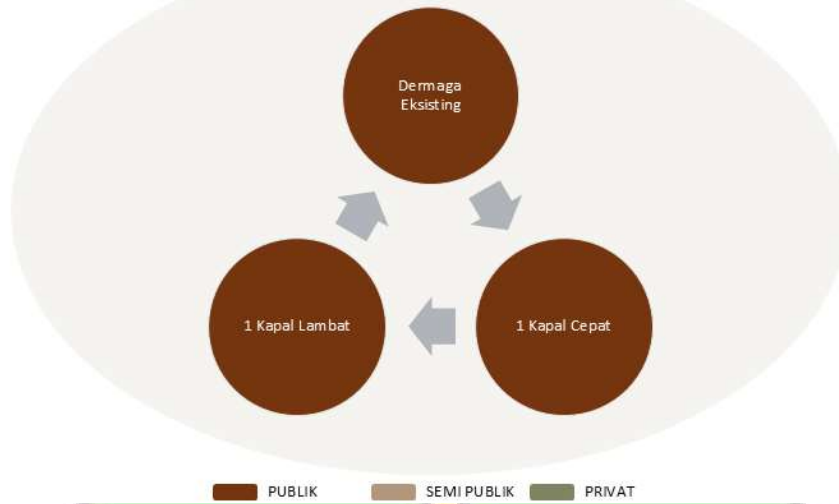 Dermaga
Eksisting
1 Kapal Lambat
1 Kapal Cepat
PUBLIK
SEMI PUBLIK
PRIVAT